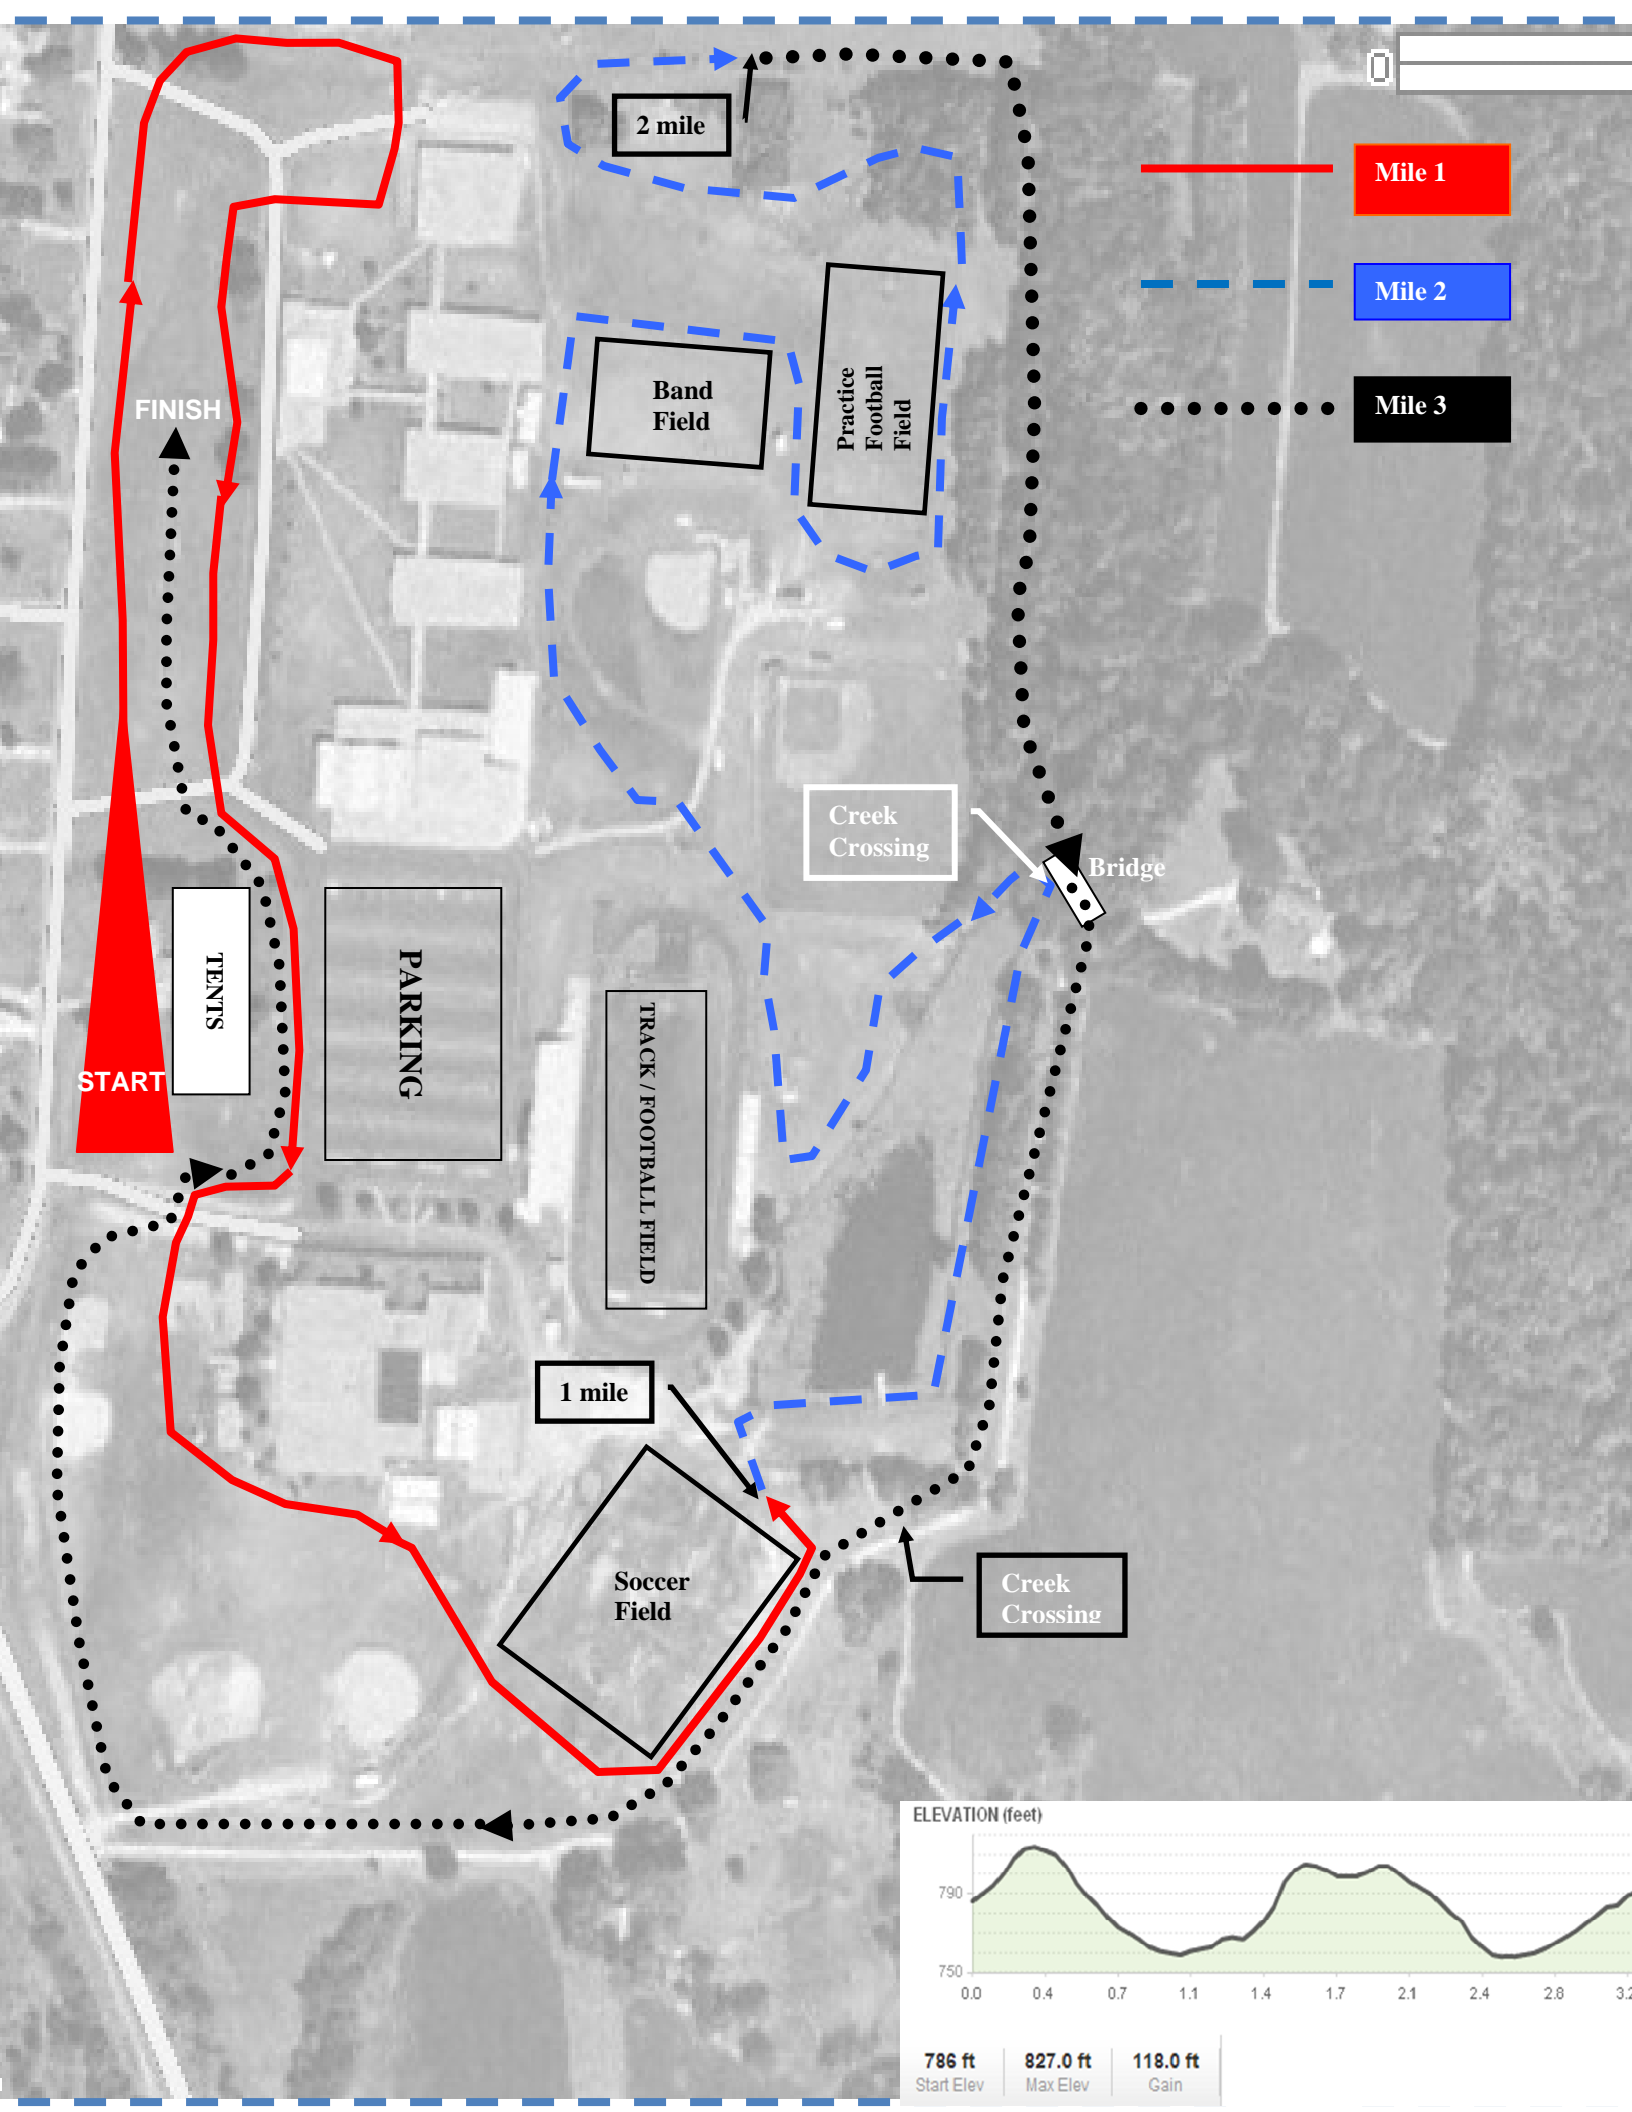 2 mile
Mile 1
Mile 2
Mile 3
FINISH
Band
Field
Practice
Football
Field
Creek
Crossing
Bridge
TENTS
PARKING
TRACK / FOOTBALL FIELD
START
1 mile
Soccer
Field
Creek
Crossing
ELEVATION (feet)
790
750
0.0 0.4 0.7 1.1 1.4 1.7 2.1 2.4 2.8 3.2
786 ft 827.0 ft 118.0 ft
Start Elev Max Elev Gain